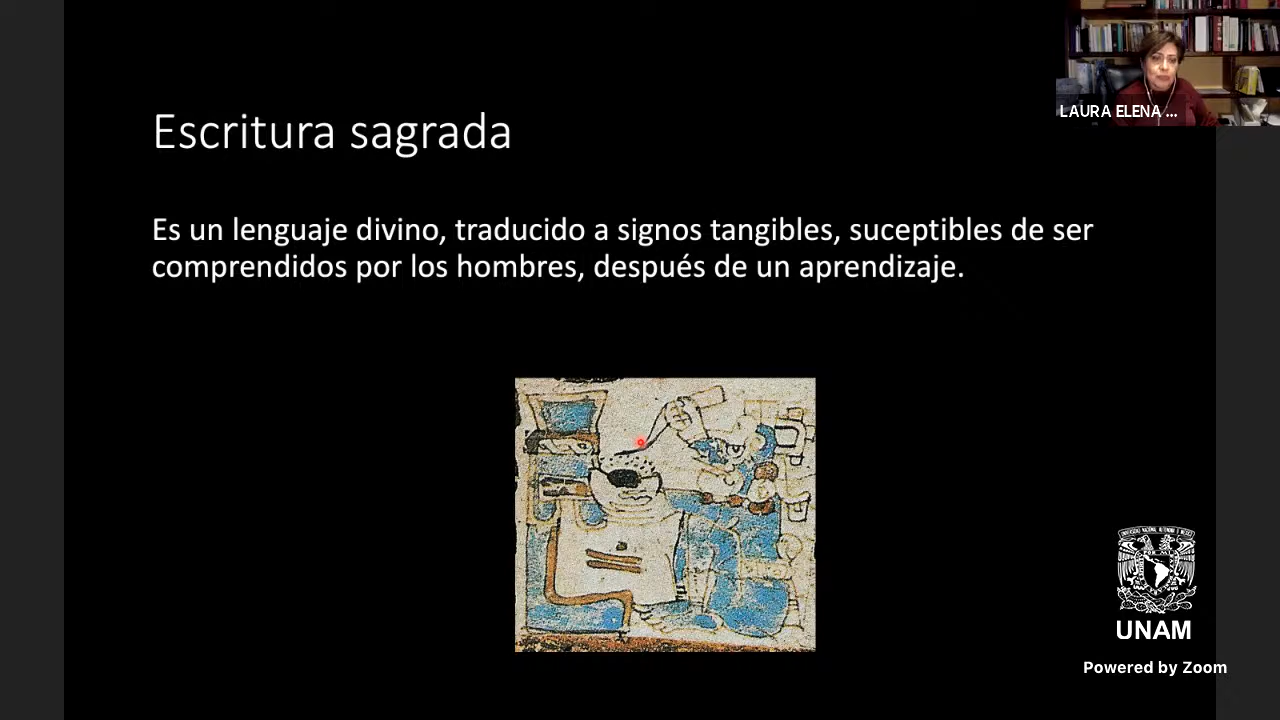 LAURA ELENA ...
Escritura sagrada
Es un lenguaje divino, traducido a signos tangibles, suceptibles de ser
comprendidos por los hombres, después de un aprendizaje.
UNAM
Powered by Zoom